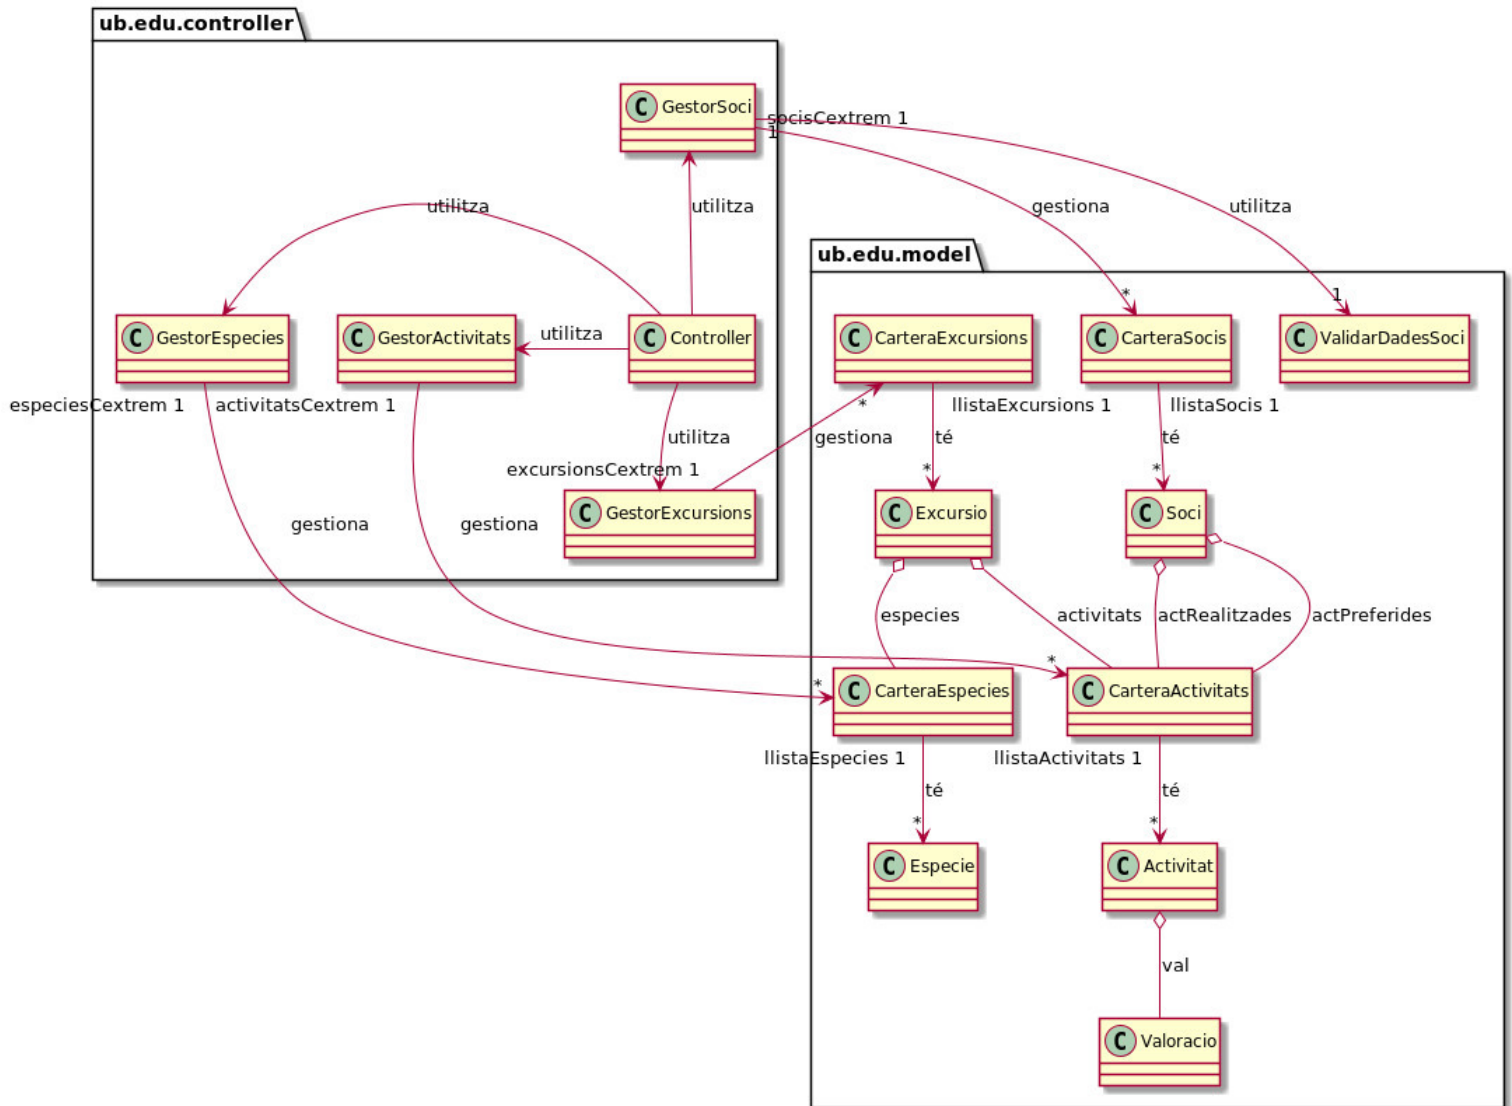 ub.edu.controller
C GestorSoci
socisCextrem 1
1
utilitza
utilitza
gestiona
utilitza
ub.edu.model
*
1
C GestorEspecies
C GestorActivitats
utilitza
C Controller
C CarteraExcursions
C CarteraSocis
C ValidarDadesSoci
especiesCextrem 1
activitatsCextrem 1
*
llistaExcursions 1
llistaSocis 1
utilitza
gestiona
té
té
excursionsCextrem 1
*
*
C GestorExcursions
C Excursio
C Soci
gestiona
gestiona
especies
activitats
actRealitzades
actPreferides
*
*
C CarteraEspecies
C CarteraActivitats
llistaEspecies 1
llistaActivitats 1
té
té
*
*
C Especie
C Activitat
val
C Valoracio